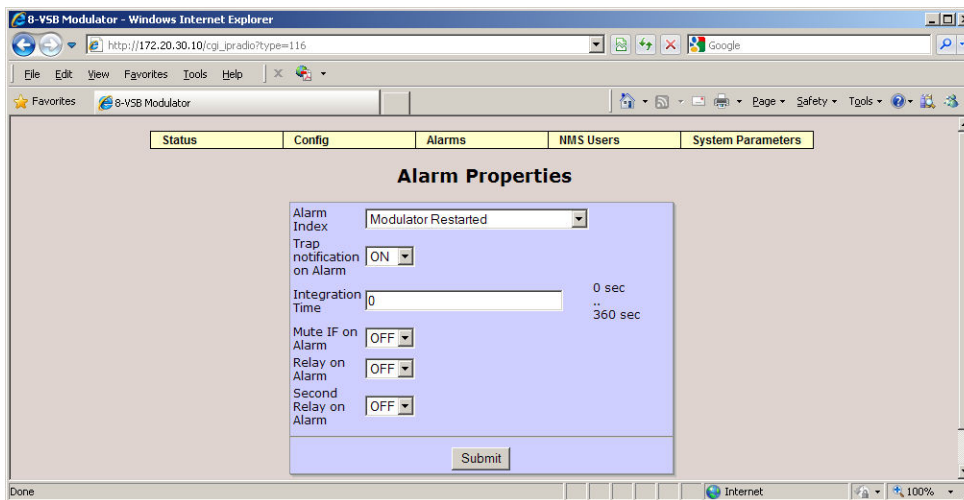 8-VSB Modulator - Windows Internet Explorer
http://172.20.30.10/cgi_ipradio?type=116
Google
File Edit View Favorites Tools Help
Favorites 8-VSB Modulator Page Safety Tools
Status Config Alarms NMS Users System Parameters
Alarm Properties
Alarm
Index
Modulator Restarted
Trap
notification
on Alarm
ON
Integration
Time
0
0 sec
..
360 sec
Mute IF on
Alarm
OFF
Relay on
Alarm
OFF
Second
Relay on
Alarm
OFF
Submit
Done Internet 100%